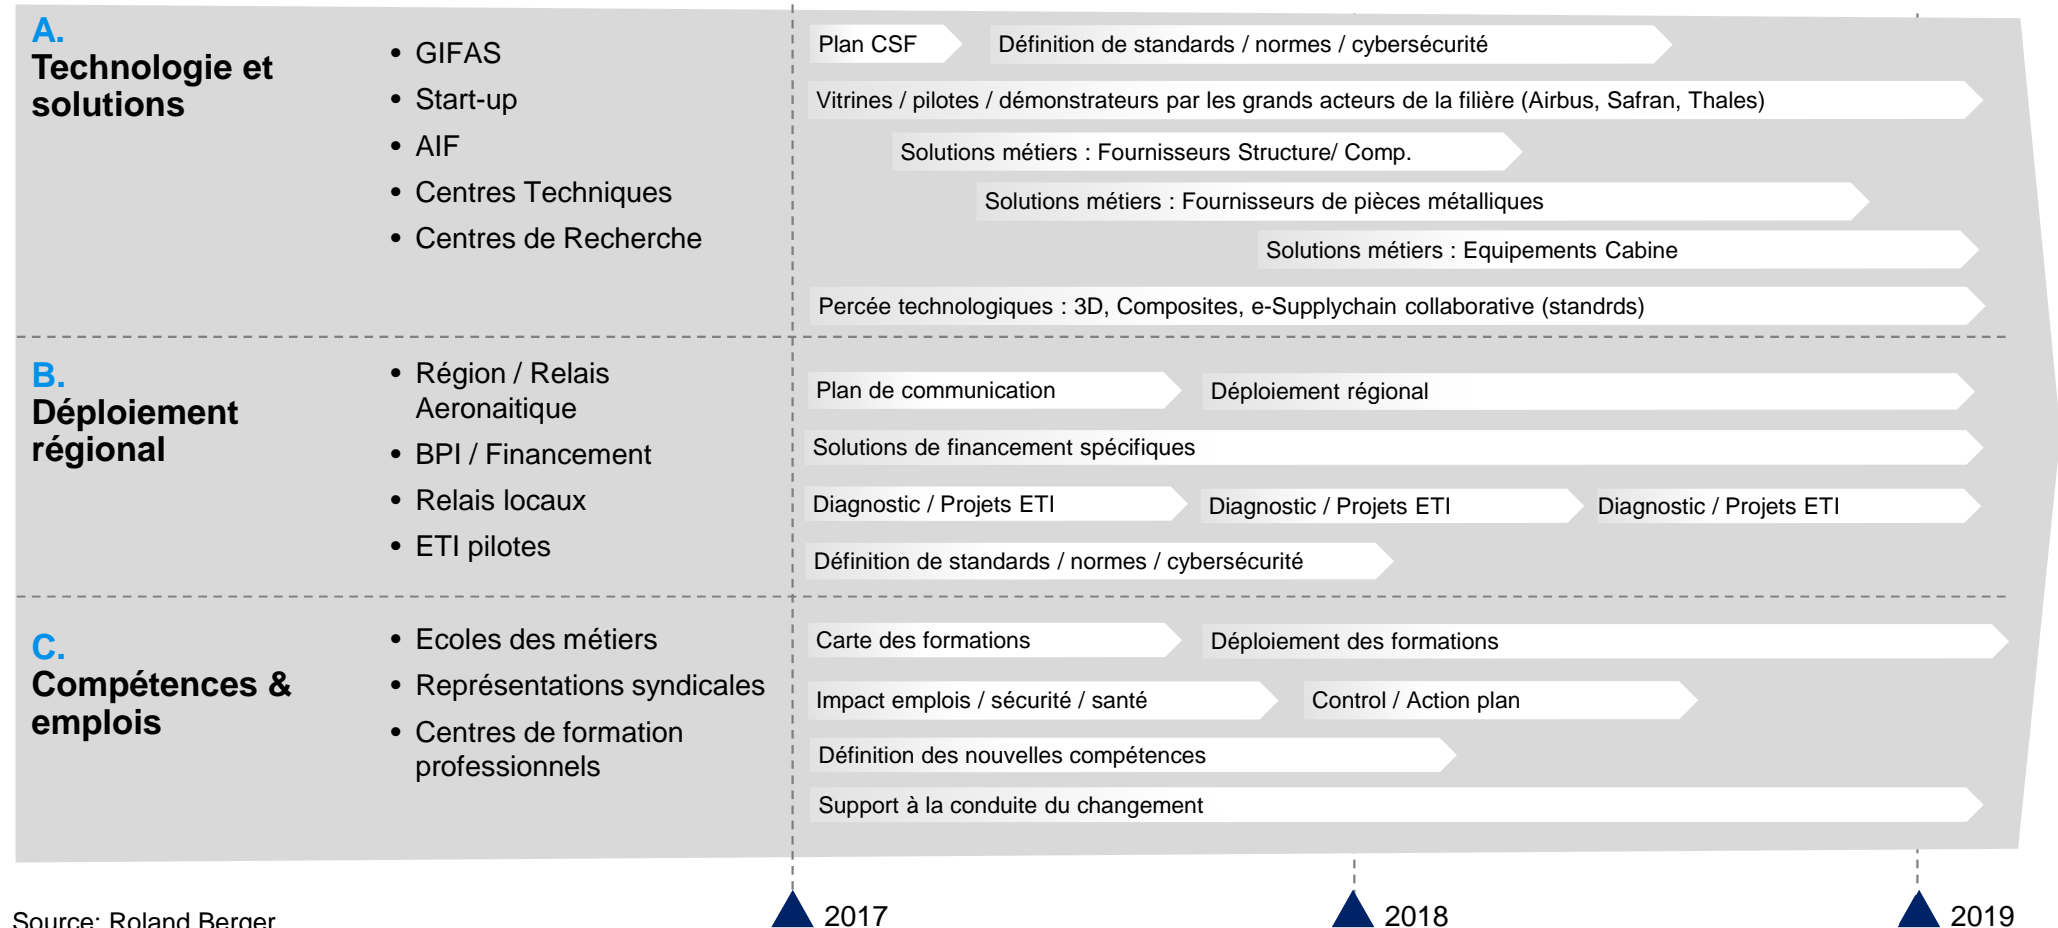 A.
Technologie et
solutions
• GIFAS
• Start-up
• AIF
• Centres Techniques
• Centres de Recherche
Plan CSF
Définition de standards / normes / cybersécurité
Vitrines / pilotes / démonstrateurs par les grands acteurs de la filière (Airbus, Safran, Thales)
Solutions métiers : Fournisseurs Structure/ Comp.
Solutions métiers : Fournisseurs de pièces métalliques
Solutions métiers : Equipements Cabine
Percée technologiques : 3D, Composites, e-Supplychain collaborative (standrds)
B.
Déploiement
régional
• Région / Relais
Aeronaitique
• BPI / Financement
• Relais locaux
• ETI pilotes
Plan de communication
Déploiement régional
Solutions de financement spécifiques
Diagnostic / Projets ETI
Diagnostic / Projets ETI
Diagnostic / Projets ETI
Définition de standards / normes / cybersécurité
C.
Compétences &
emplois
• Ecoles des métiers
• Représentations syndicales
• Centres de formation
professionnels
Carte des formations
Déploiement des formations
Impact emplois / sécurité / santé
Control / Action plan
Définition des nouvelles compétences
Support à la conduite du changement
2017
2018
2019
Source: Roland Berger